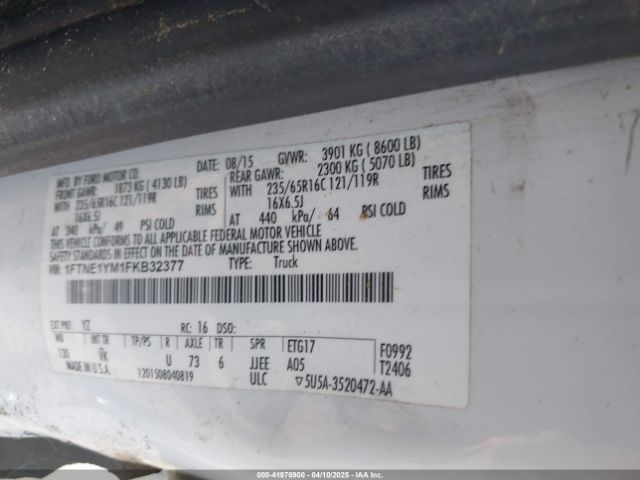 MFD. BY FORD MOTOR CO.
DATE: 08/15 GVWR: 3901 KG ( 8600 LB)
FRONT GAWR: 1873 KG ( 4130 LB)
REAR GAWR: 2300 KG ( 5070 LB)
WITH 235/65R16C 121/119R TIRES
WITH 235/65R16C 121/119R TIRES
16X6.5J RIMS
16X6.5J RIMS
AT 340 kPa/ 49 PSI COLD
AT 440 kPa/ 64 PSI COLD
THIS VEHICLE CONFORMS TO ALL APPLICABLE FEDERAL MOTOR VEHICLE
SAFETY STANDARDS IN EFFECT ON THE DATE OF MANUFACTURE SHOWN ABOVE.
VIN: 1FTNE1YM1FKB32377 TYPE: Truck
EXT PNT: YZ RC: 16 DSO:
WB INT TR TP/PS R AXLE TR SPR ETG17 F0992
130 VK U 73 6 JJEE A05 T2406
MADE IN U.S.A. 1201508040819 ULC ▽5U5A-3520472-AA
000-41976900 - 04/10/2025 - IAA Inc.